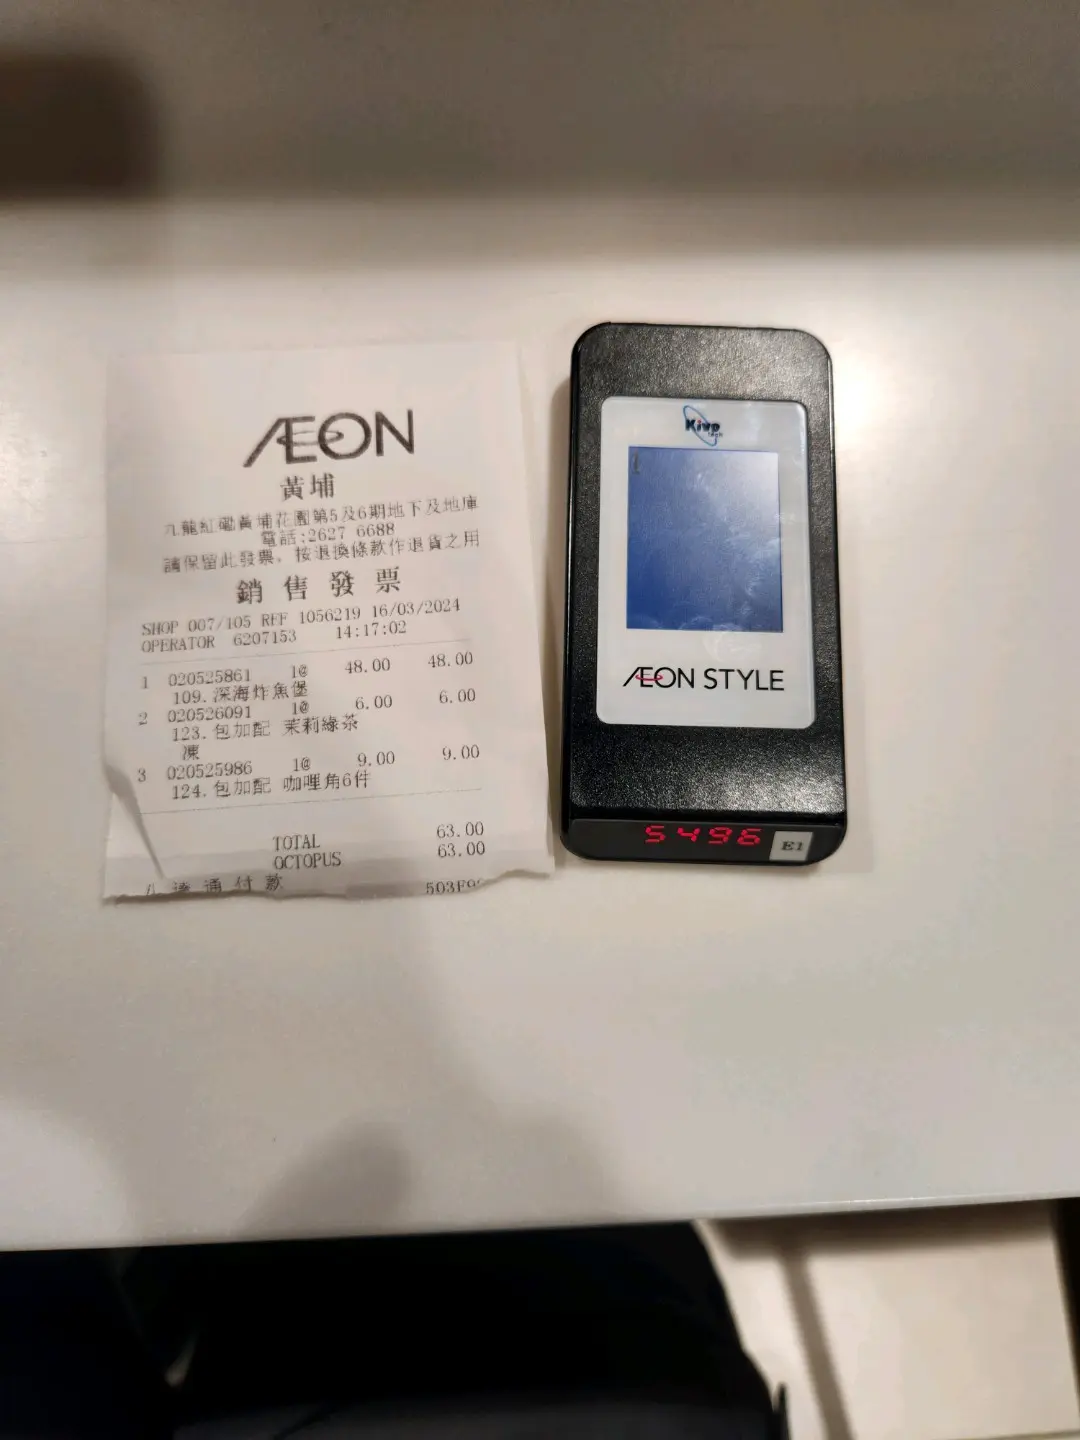 ÆON
黃埔
九龍紅磡黃埔花園第5及6期地下及地庫
電話:2627 6688
請保留此發票，按退換條款作退貨之用
銷售發票
SHOP 007/105 REF 1056219 16/03/2024
OPERATOR 6207153 14:17:02
1 020525861 1@ 48.00 48.00
109.深海炸魚堡
2 020526091 1@ 6.00 6.00
123.包加配 茉莉綠茶
凍
3 020525986 1@ 9.00 9.00
124.包加配 咖哩角6件
TOTAL 63.00
OCTOPUS 63.00
八達通付款
Kivo
tech
ÆON STYLE
5496
E1